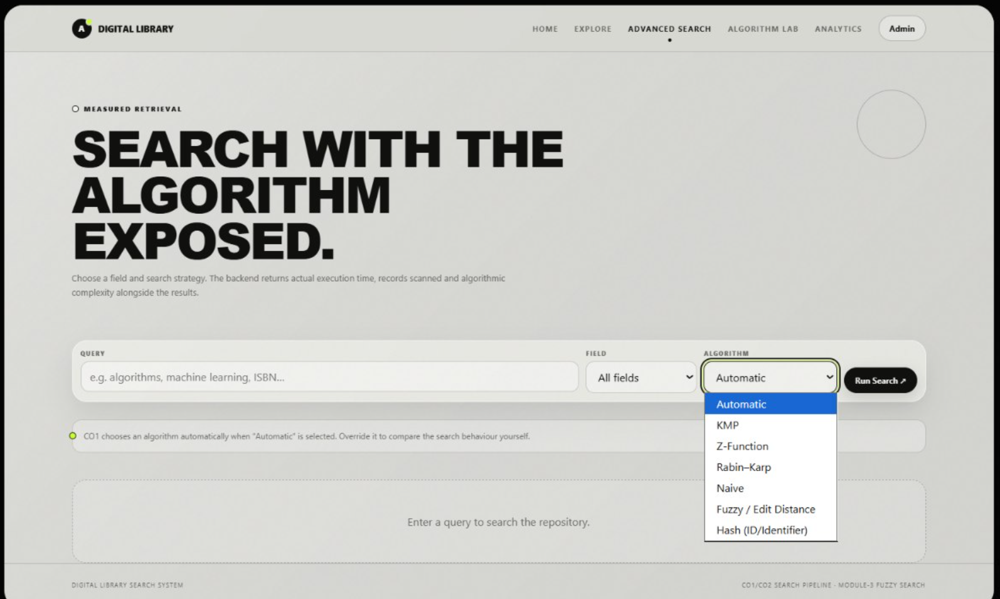 A DIGITAL LIBRARY
HOME EXPLORE ADVANCED SEARCH ALGORITHM LAB ANALYTICS Admin
MEASURED RETRIEVAL
SEARCH WITH THE
ALGORITHM
EXPOSED.
Choose a field and search strategy. The backend returns actual execution time, records scanned and algorithmic
complexity alongside the results.
QUERY FIELD ALGORITHM
e.g. algorithms, machine learning, ISBN... All fields Automatic Run Search ↗
Automatic
KMP
Z-Function
Rabin–Karp
Naive
Fuzzy / Edit Distance
Hash (ID/Identifier)
CO1 chooses an algorithm automatically when "Automatic" is selected. Override it to compare the search behaviour yourself.
Enter a query to search the repository.
DIGITAL LIBRARY SEARCH SYSTEM CO1/CO2 SEARCH PIPELINE · MODULE-3 FUZZY SEARCH